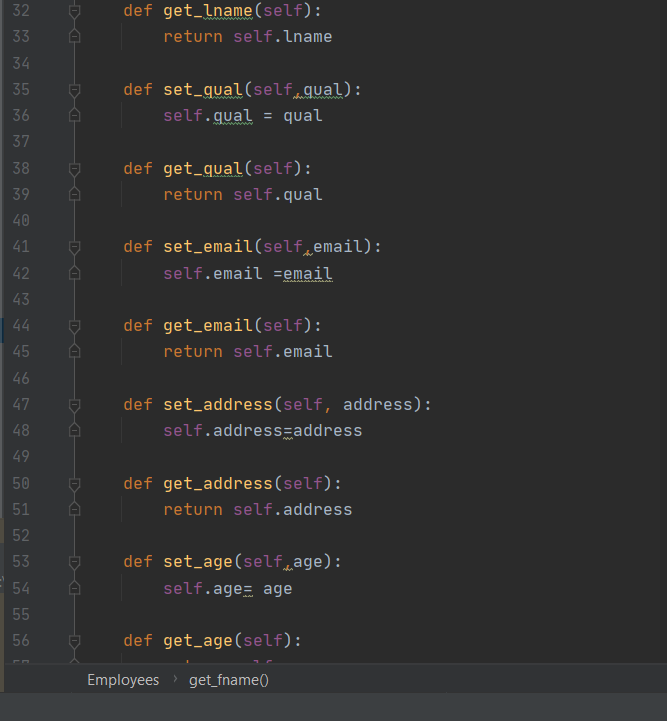 32 def get_lname(self):
33 return self.lname
34
35 def set_qual(self,qual):
36 self.qual = qual
37
38 def get_qual(self):
39 return self.qual
40
41 def set_email(self,email):
42 self.email =email
43
44 def get_email(self):
45 return self.email
46
47 def set_address(self, address):
48 self.address=address
49
50 def get_address(self):
51 return self.address
52
53 def set_age(self,age):
54 self.age= age
55
56 def get_age(self):
Employees › get_fname()